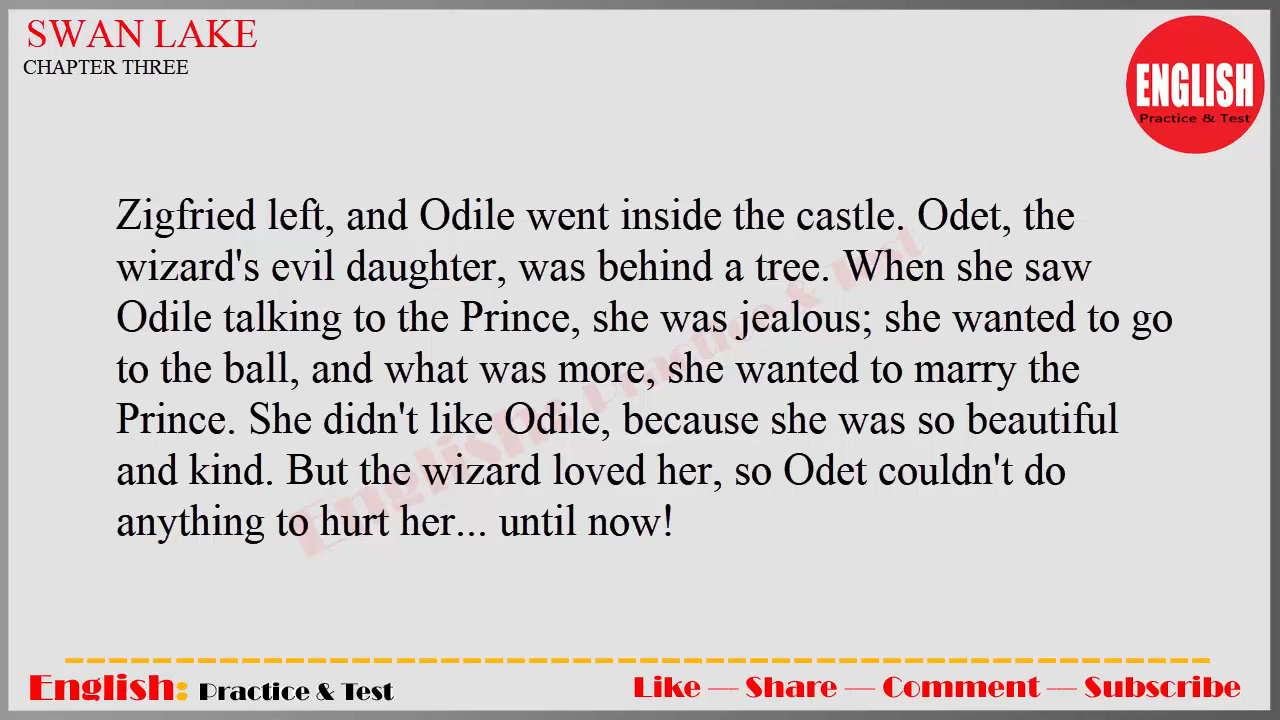 SWAN LAKE
CHAPTER THREE
ENGLISH
Practice & Test
Zigfried left, and Odile went inside the castle. Odet, the
wizard's evil daughter, was behind a tree. When she saw
Odile talking to the Prince, she was jealous; she wanted to go
to the ball, and what was more, she wanted to marry the
Prince. She didn't like Odile, because she was so beautiful
and kind. But the wizard loved her, so Odet couldn't do
anything to hurt her... until now!
English: Practice & Test
English: Practice & Test
Like — Share — Comment — Subscribe